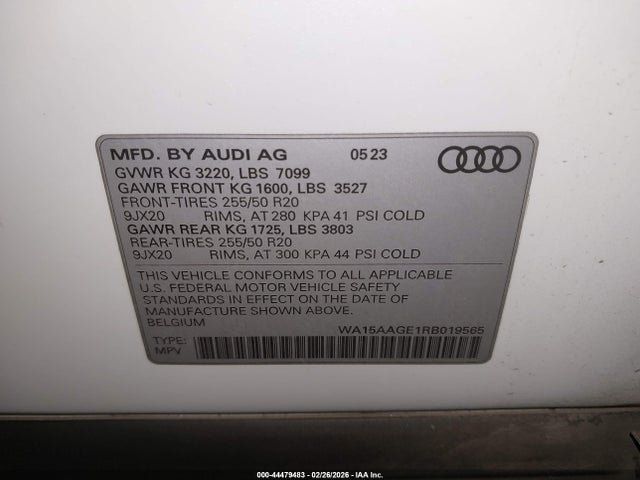 MFD. BY AUDI AG 05 23
GVWR KG 3220, LBS 7099
GAWR FRONT KG 1600, LBS 3527
FRONT-TIRES 255/50 R20
9JX20 RIMS, AT 280 KPA 41 PSI COLD
GAWR REAR KG 1725, LBS 3803
REAR-TIRES 255/50 R20
9JX20 RIMS, AT 300 KPA 44 PSI COLD
THIS VEHICLE CONFORMS TO ALL APPLICABLE
U.S. FEDERAL MOTOR VEHICLE SAFETY
STANDARDS IN EFFECT ON THE DATE OF
MANUFACTURE SHOWN ABOVE.
BELGIUM WA15AAGE1RB019565
TYPE:
MPV
000-44479483 - 02/26/2026 - IAA Inc.